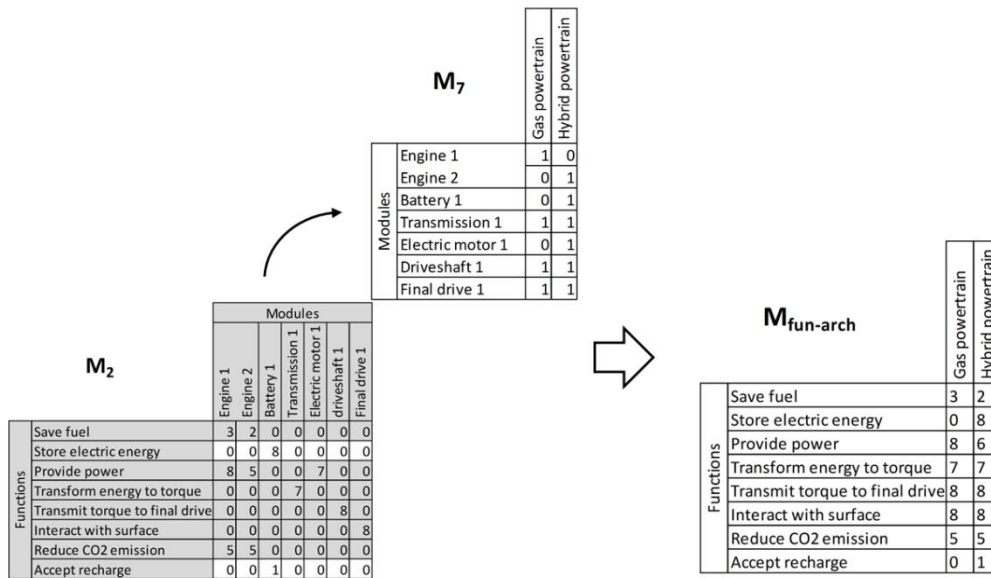 M7
Gas powertrain
Hybrid powertrain
Modules
Engine 1 1 0
Engine 2 0 1
Battery 1 0 1
Transmission 1 1 1
Electric motor 1 0 1
Driveshaft 1 1 1
Final drive 1 1 1
M2
Modules
Engine 1
Engine 2
Battery 1
Transmission 1
Electric motor 1
driveshaft 1
Final drive 1
Functions
Save fuel 3 2 0 0 0 0 0
Store electric energy 0 0 8 0 0 0 0
Provide power 8 5 0 0 7 0 0
Transform energy to torque 0 0 0 7 0 0 0
Transmit torque to final drive 0 0 0 0 0 8 0
Interact with surface 0 0 0 0 0 0 8
Reduce CO2 emission 5 5 0 0 0 0 0
Accept recharge 0 0 1 0 0 0 0
Mfun-arch
Gas powertrain
Hybrid powertrain
Functions
Save fuel 3 2
Store electric energy 0 8
Provide power 8 6
Transform energy to torque 7 7
Transmit torque to final drive 8 8
Interact with surface 8 8
Reduce CO2 emission 5 5
Accept recharge 0 1